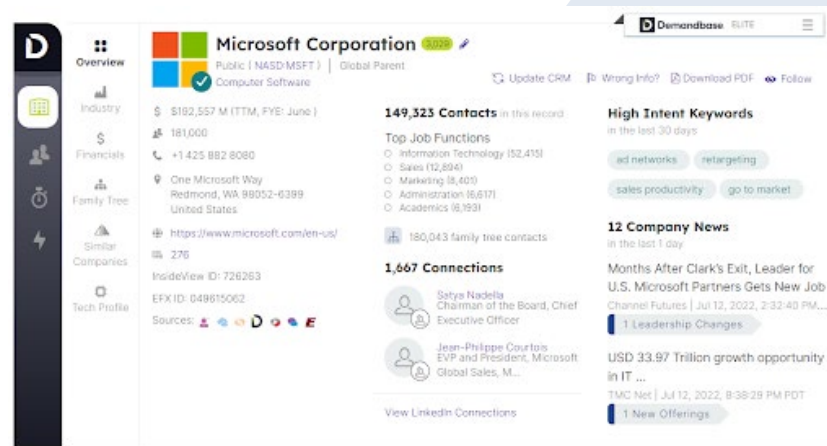 Demandbase ELITE
D
Overview
Industry
Financials
Family Tree
Similar
Companies
Tech Profile
Microsoft Corporation 3,029
Public ( NASD:MSFT ) | Global Parent
Computer Software
Update CRM
Wrong Info?
Download PDF
Follow
$ $192,557 M (TTM, FYE: June )
181,000
+1 425 882 8080
One Microsoft Way
Redmond, WA 98052-6399
United States
https://www.microsoft.com/en-us/
276
InsideView ID: 726263
EFX ID: 049615062
Sources:
149,323 Contacts in this record
Top Job Functions
Information Technology (52,415)
Sales (12,894)
Marketing (8,401)
Administration (6,617)
Academics (6,193)
180,043 family tree contacts
1,667 Connections
Satya Nadella
Chairman of the Board, Chief
Executive Officer
Jean-Philippe Courtois
EVP and President, Microsoft
Global Sales, M...
View LinkedIn Connections
High Intent Keywords
in the last 30 days
ad networks
retargeting
sales productivity
go to market
12 Company News
in the last 1 day
Months After Clark's Exit, Leader for
U.S. Microsoft Partners Gets New Job
Channel Futures | Jul 12, 2022, 2:32:40 PM...
1 Leadership Changes
USD 33.97 Trillion growth opportunity
in IT ...
TMC Net | Jul 12, 2022, 8:38:29 PM PDT
1 New Offerings